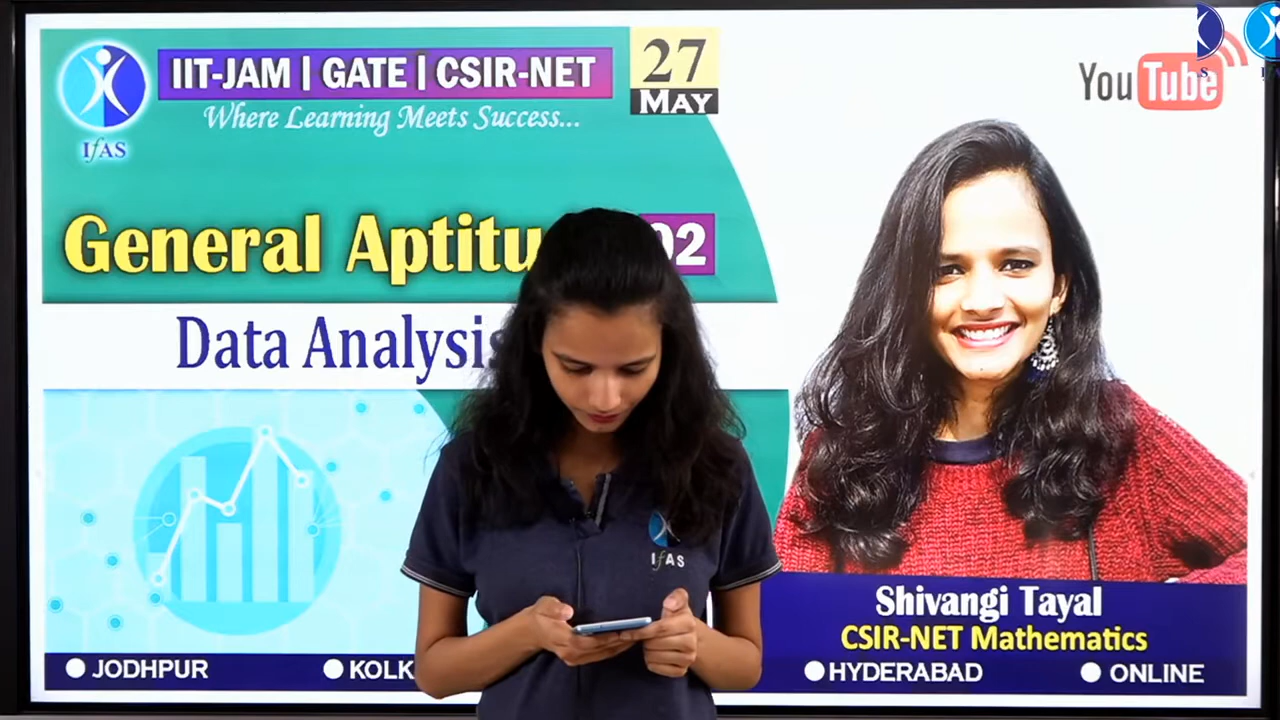 IIT-JAM | GATE | CSIR-NET
27
MAY
Where Learning Meets Success...
IfAS
YouTube
General Aptitu 02
Data Analysis
IfAS
Shivangi Tayal
CSIR-NET Mathematics
JODHPUR
KOLK
HYDERABAD
ONLINE